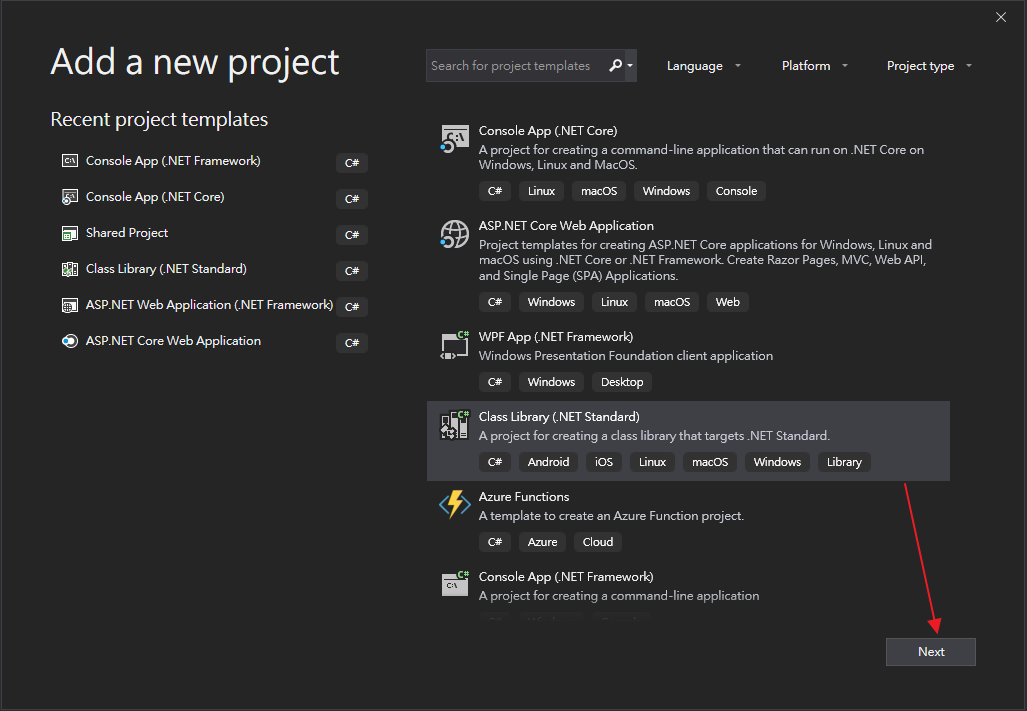 Add a new project
Search for project templates
Language
Platform
Project type
Recent project templates
Console App (.NET Framework)
C#
Console App (.NET Core)
C#
Shared Project
C#
Class Library (.NET Standard)
C#
ASP.NET Web Application (.NET Framework)
C#
ASP.NET Core Web Application
C#
Console App (.NET Core)
A project for creating a command-line application that can run on .NET Core on
Windows, Linux and MacOS.
C# Linux macOS Windows Console
ASP.NET Core Web Application
Project templates for creating ASP.NET Core applications for Windows, Linux and
macOS using .NET Core or .NET Framework. Create Razor Pages, MVC, Web API,
and Single Page (SPA) Applications.
C# Windows Linux macOS Web
WPF App (.NET Framework)
Windows Presentation Foundation client application
C# Windows Desktop
Class Library (.NET Standard)
A project for creating a class library that targets .NET Standard.
C# Android iOS Linux macOS Windows Library
Azure Functions
A template to create an Azure Function project.
C# Azure Cloud
Console App (.NET Framework)
A project for creating a command-line application
Next